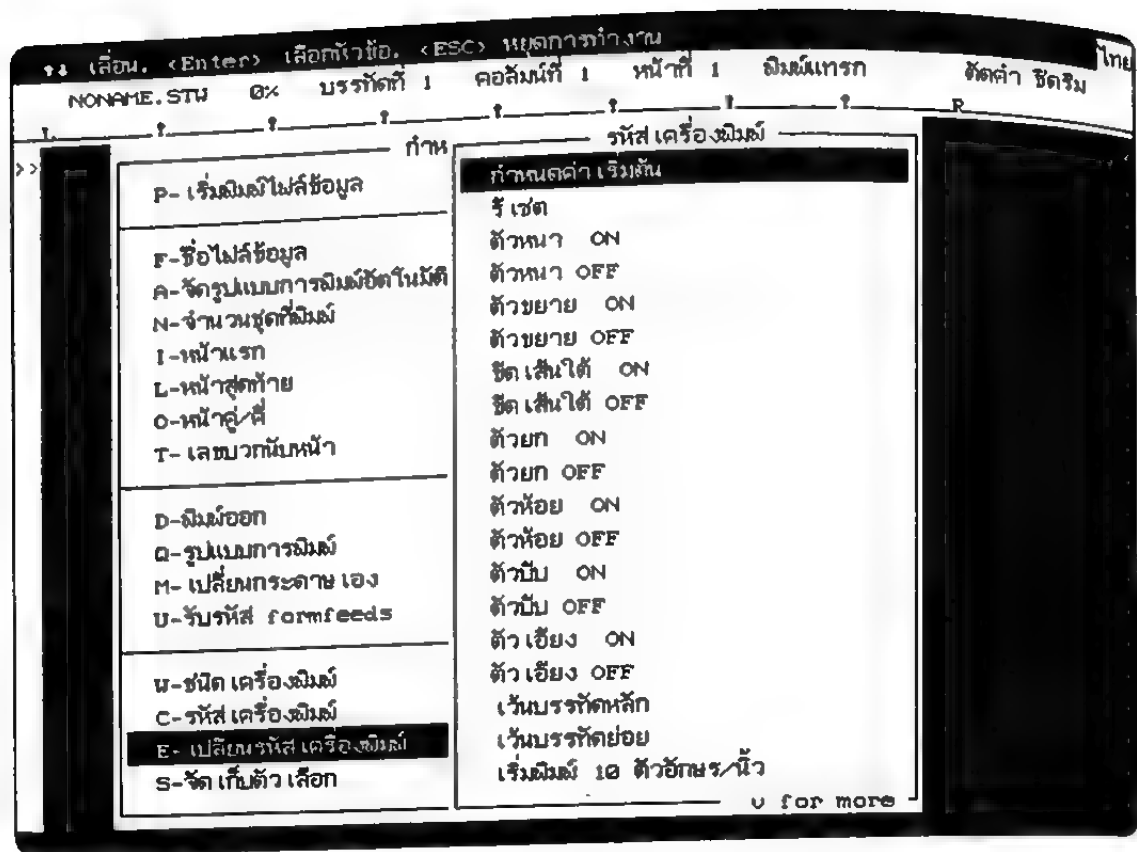 ↑↓ เลื่อน, <Enter> เลือกหัวข้อ, <ESC> หยุดการทำงาน
ไทย
NONAME.STW 0% บรรทัดที่ 1 คอลัมน์ที่ 1 หน้าที่ 1 พิมพ์แทรก ตัดคำ ชิดริม
>>
กำห
P- เริ่มพิมพ์ไฟล์ข้อมูล
F-ชื่อไฟล์ข้อมูล
A-จัดรูปแบบการพิมพ์อัตโนมัติ
N-จำนวนชุดที่พิมพ์
I-หน้าแรก
L-หน้าสุดท้าย
O-หน้าคู่/คี่
T-เลขบวกนับหน้า
D-พิมพ์ออก
Q-รูปแบบการพิมพ์
M-เปลี่ยนกระดาษเอง
U-รับรหัส formfeeds
W-ชนิดเครื่องพิมพ์
C-รหัสเครื่องพิมพ์
E-เปลี่ยนรหัสเครื่องพิมพ์
S-จัดเก็บตัวเลือก
รหัสเครื่องพิมพ์
กำหนดค่าเริ่มต้น
รีเซต
ตัวหนา ON
ตัวหนา OFF
ตัวขยาย ON
ตัวขยาย OFF
ขีดเส้นใต้ ON
ขีดเส้นใต้ OFF
ตัวยก ON
ตัวยก OFF
ตัวห้อย ON
ตัวห้อย OFF
ตัวบีบ ON
ตัวบีบ OFF
ตัวเอียง ON
ตัวเอียง OFF
เว้นบรรทัดหลัก
เว้นบรรทัดย่อย
เริ่มพิมพ์ 10 ตัวอักษร/นิ้ว
v for more